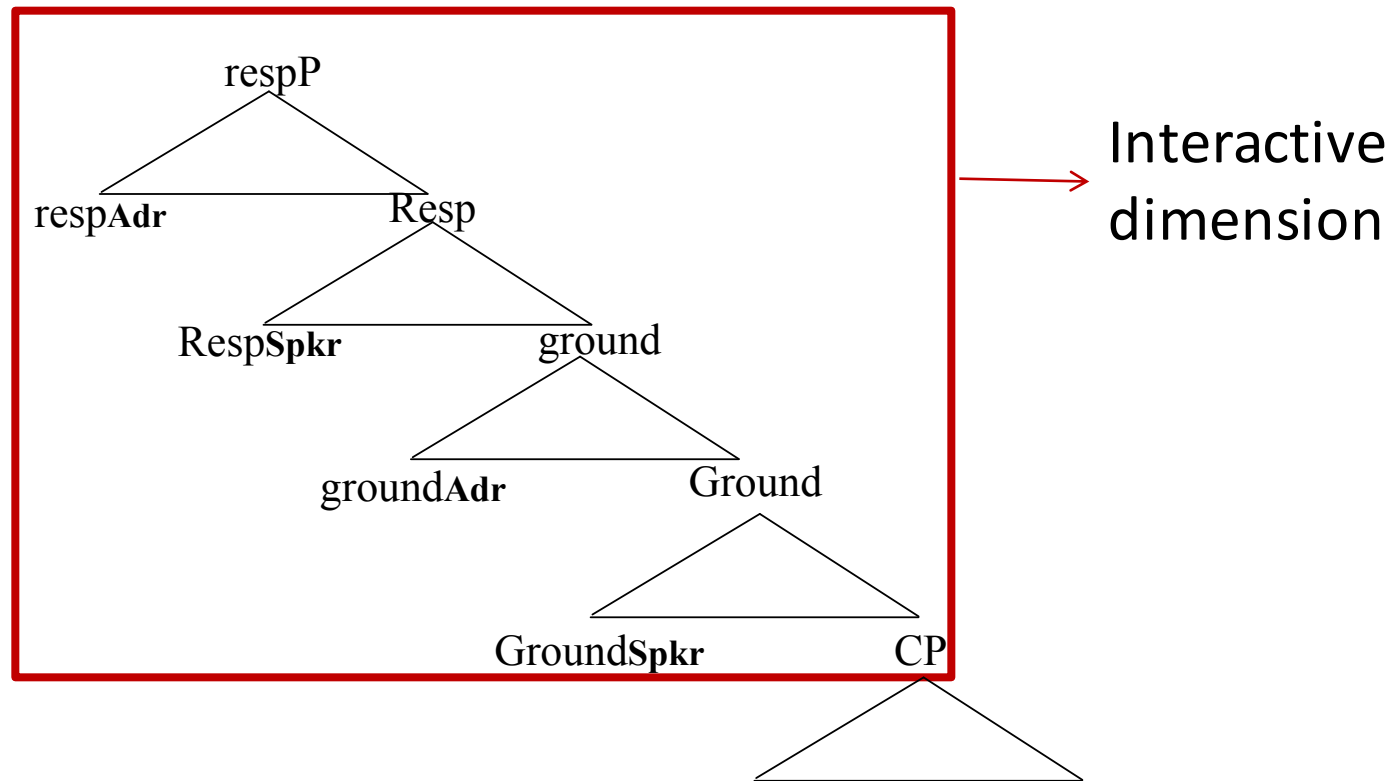 respP
respAdr
Resp
RespSpkr
ground
groundAdr
Ground
GroundSpkr
CP
Interactive
dimension